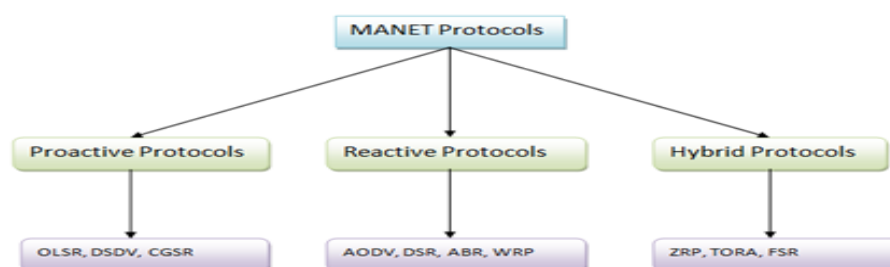 MANET Protocols
Proactive Protocols
Reactive Protocols
Hybrid Protocols
OLSR, DSDV, CGSR
AODV, DSR, ABR, WRP
ZRP, TORA, FSR